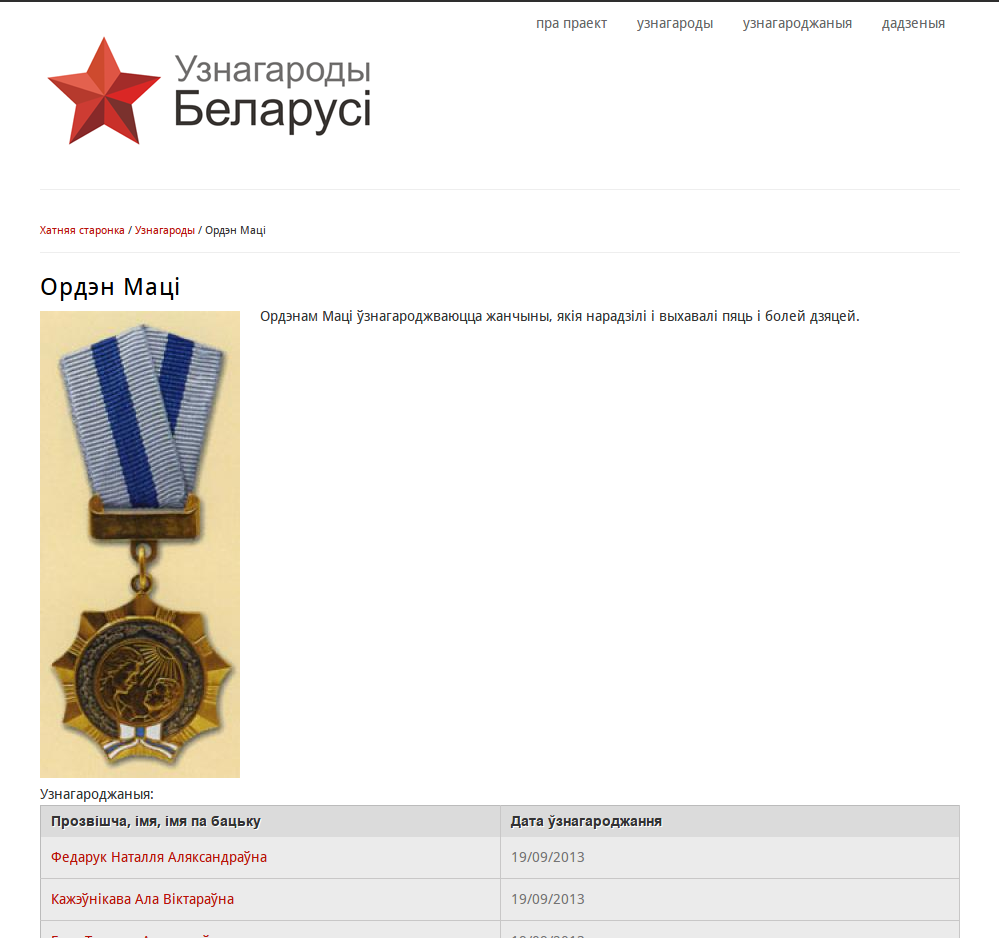 пра праект узнагароды узнагароджаныя дадзеныя
Узнагароды
Беларусі
Хатняя старонка / Узнагароды / Ордэн Маці
Ордэн Маці
Ордэнам Маці ўзнагароджваюцца жанчыны, якія нарадзілі і выхавалі пяць і болей дзяцей.
Узнагароджаныя:
Прозвішча, імя, імя па бацьку Дата ўзнагароджання
Федарук Наталля Аляксандраўна 19/09/2013
Кажэўнікава Ала Віктараўна 19/09/2013